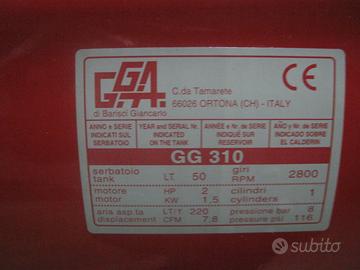 GGA
di Barisci Giancarlo
C.da Tamarete
66026 ORTONA (CH) - ITALY
CE
ANNO e SERIE INDICATI SUL SERBATOIO
YEAR and SERIAL Nr. INDICATED ON THE TANK
ANNÉE e Nr. de SERIE INDIQUÉ SUR RESERVOIR
AÑO y Nr. de SERIE INDICADO SOBRE EL CALDERIN
GG 310
serbatoio tank LT. 50 giri RPM 2800
motore HP 2 cilindri 1
motor KW 1,5 cylinders
aria asp.ta LT/1' 220 pressione bar 8
displacement CFM 7,8 pressure psi 116
subito